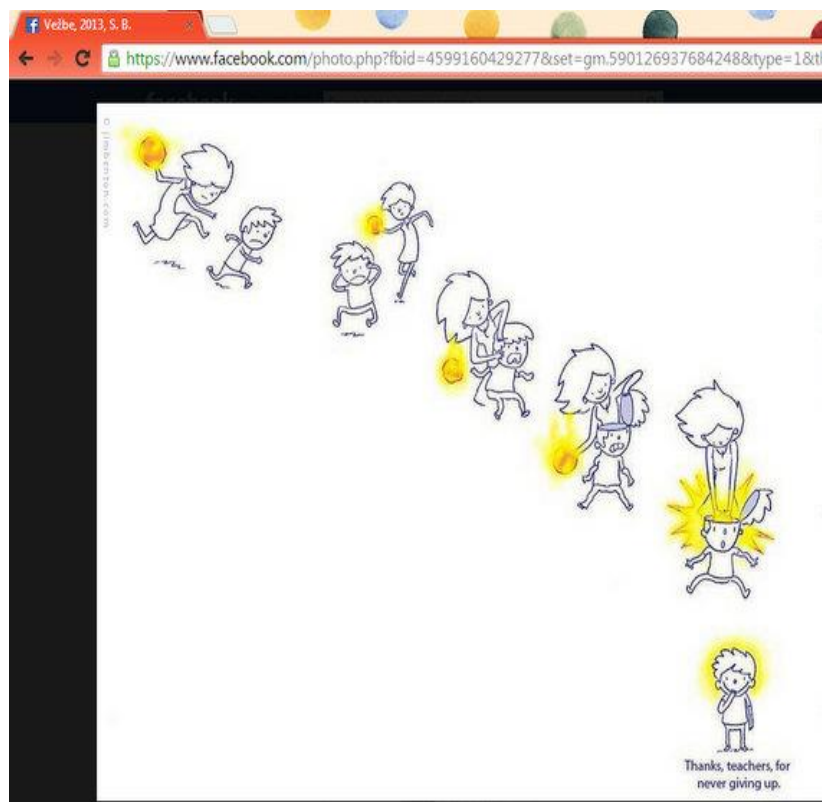 Vežbe, 2013, S. B.
https://www.facebook.com/photo.php?fbid=4599160429277&set=gm.590126937684248&type=1&th
© jimbenton.com
Thanks, teachers, for
never giving up.